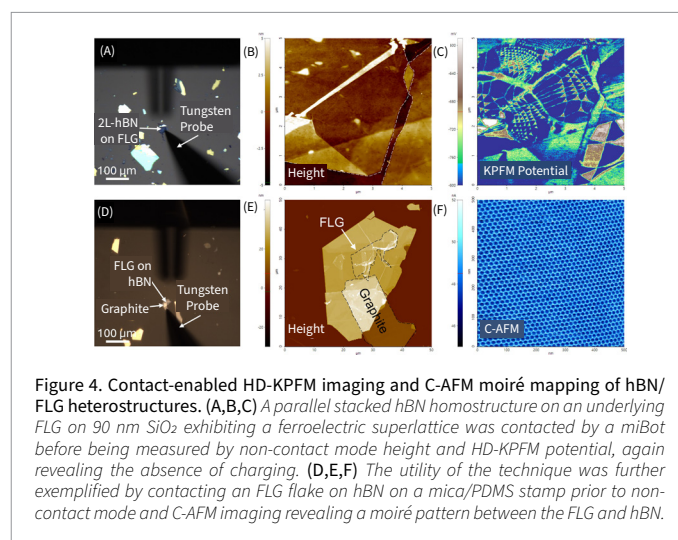 (A)
2L-hBN
on FLG
Tungsten
Probe
100 µm
(B)
Height
(C)
KPFM Potential
(D)
FLG on
hBN
Graphite
Tungsten
Probe
100 µm
(E)
FLG
Graphite
Height
(F)
C-AFM
Figure 4. Contact-enabled HD-KPFM imaging and C-AFM moiré mapping of hBN/
FLG heterostructures. (A,B,C) A parallel stacked hBN homostructure on an underlying
FLG on 90 nm SiO₂ exhibiting a ferroelectric superlattice was contacted by a miBot
before being measured by non-contact mode height and HD-KPFM potential, again
revealing the absence of charging. (D,E,F) The utility of the technique was further
exemplified by contacting an FLG flake on hBN on a mica/PDMS stamp prior to non-
contact mode and C-AFM imaging revealing a moiré pattern between the FLG and hBN.